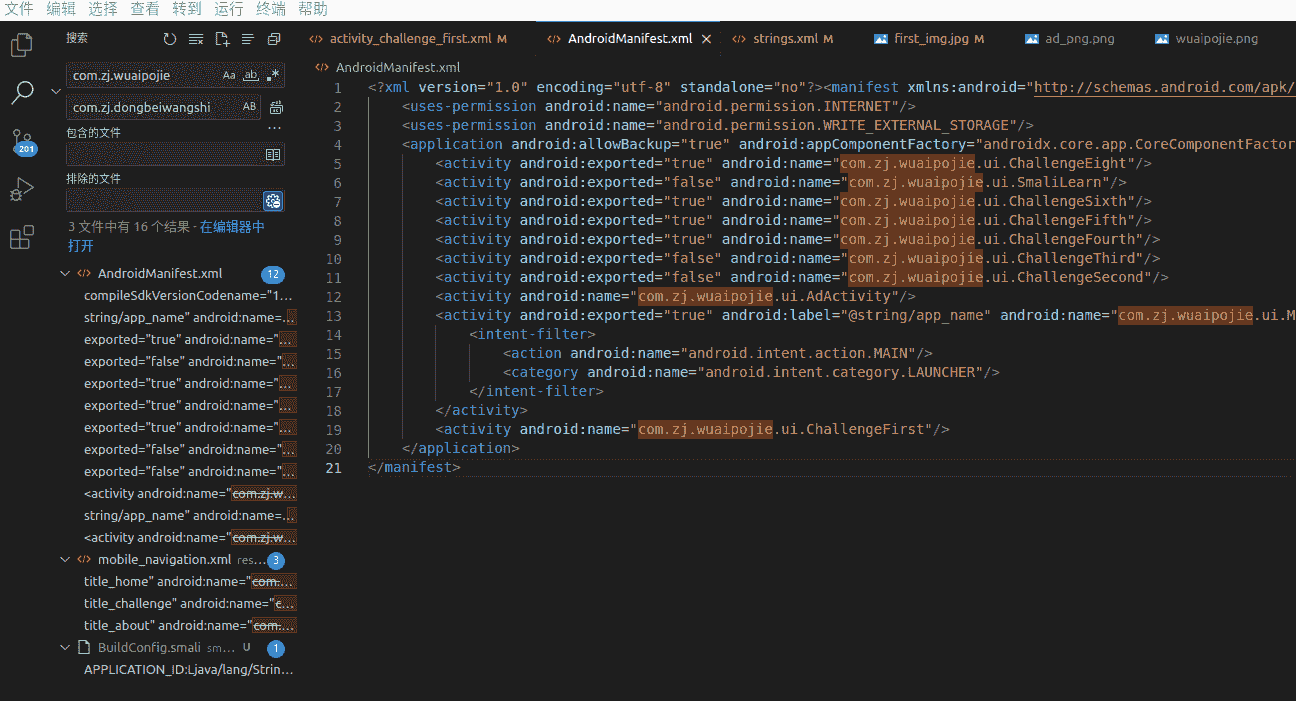 文件 编辑 选择 查看 转到 运行 终端 帮助
搜索
com.zj.wuaipojie Aa ab .*
com.zj.dongbeiwangshi AB
包含的文件
排除的文件
3 文件中有 16 个结果 - 在编辑器中
打开
201
AndroidManifest.xml 12
compileSdkVersionCodename="1...
string/app_name" android:name=...
exported="true" android:name="...
exported="false" android:name="...
exported="true" android:name="...
exported="true" android:name="...
exported="true" android:name="...
exported="false" android:name="...
exported="false" android:name="...
<activity android:name="com.zj.w...
string/app_name" android:name=...
<activity android:name="com.zj.w...
mobile_navigation.xml res... 3
title_home" android:name="com....
title_challenge" android:name="c...
title_about" android:name="com....
BuildConfig.smali sm... U 1
APPLICATION_ID:Ljava/lang/Strin...
activity_challenge_first.xml M AndroidManifest.xml strings.xml M first_img.jpg M ad_png.png wuaipojie.png
AndroidManifest.xml
1 <?xml version="1.0" encoding="utf-8" standalone="no"?><manifest xmlns:android="http://schemas.android.com/apk/
2 <uses-permission android:name="android.permission.INTERNET"/>
3 <uses-permission android:name="android.permission.WRITE_EXTERNAL_STORAGE"/>
4 <application android:allowBackup="true" android:appComponentFactory="androidx.core.app.CoreComponentFactor
5 <activity android:exported="true" android:name="com.zj.wuaipojie.ui.ChallengeEight"/>
6 <activity android:exported="false" android:name="com.zj.wuaipojie.ui.SmaliLearn"/>
7 <activity android:exported="true" android:name="com.zj.wuaipojie.ui.ChallengeSixth"/>
8 <activity android:exported="true" android:name="com.zj.wuaipojie.ui.ChallengeFifth"/>
9 <activity android:exported="true" android:name="com.zj.wuaipojie.ui.ChallengeFourth"/>
10 <activity android:exported="false" android:name="com.zj.wuaipojie.ui.ChallengeThird"/>
11 <activity android:exported="false" android:name="com.zj.wuaipojie.ui.ChallengeSecond"/>
12 <activity android:name="com.zj.wuaipojie.ui.AdActivity"/>
13 <activity android:exported="true" android:label="@string/app_name" android:name="com.zj.wuaipojie.ui.M
14 <intent-filter>
15 <action android:name="android.intent.action.MAIN"/>
16 <category android:name="android.intent.category.LAUNCHER"/>
17 </intent-filter>
18 </activity>
19 <activity android:name="com.zj.wuaipojie.ui.ChallengeFirst"/>
20 </application>
21 </manifest>